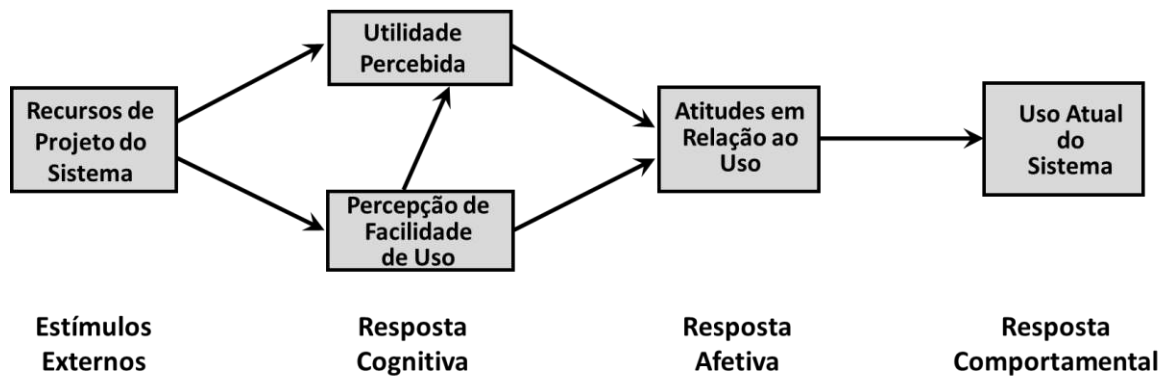 Recursos de
Projeto do
Sistema
Utilidade
Percebida
Percepção de
Facilidade
de Uso
Atitudes em
Relação ao
Uso
Uso Atual
do
Sistema
Estímulos
Externos
Resposta
Cognitiva
Resposta
Afetiva
Resposta
Comportamental